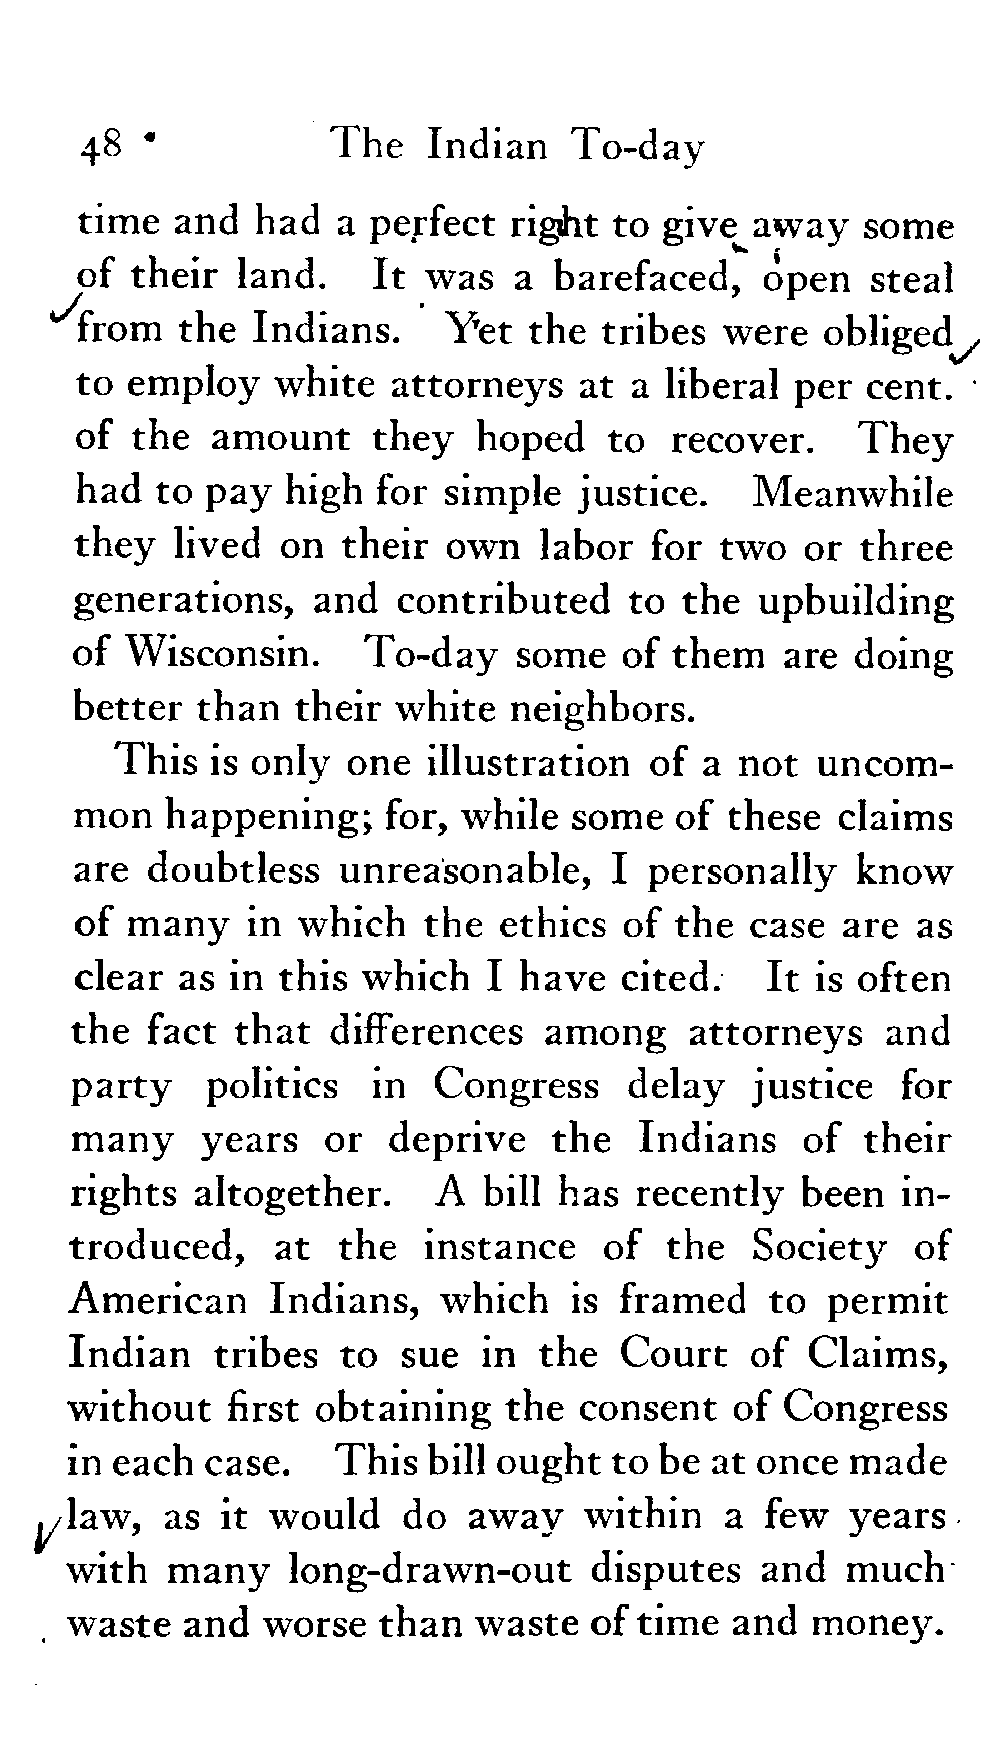 48 The Indian To-day
time and had a perfect right to give away some
of their land. It was a barefaced, open steal
from the Indians. Yet the tribes were obliged
to employ white attorneys at a liberal per cent.
of the amount they hoped to recover. They
had to pay high for simple justice. Meanwhile
they lived on their own labor for two or three
generations, and contributed to the upbuilding
of Wisconsin. To-day some of them are doing
better than their white neighbors.
This is only one illustration of a not uncom-
mon happening; for, while some of these claims
are doubtless unreasonable, I personally know
of many in which the ethics of the case are as
clear as in this which I have cited. It is often
the fact that differences among attorneys and
party politics in Congress delay justice for
many years or deprive the Indians of their
rights altogether. A bill has recently been in-
troduced, at the instance of the Society of
American Indians, which is framed to permit
Indian tribes to sue in the Court of Claims,
without first obtaining the consent of Congress
in each case. This bill ought to be at once made
law, as it would do away within a few years
with many long-drawn-out disputes and much
waste and worse than waste of time and money.